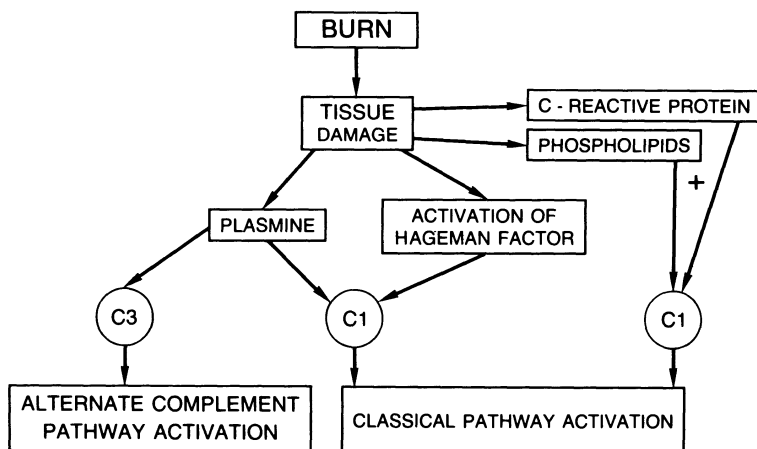 BURN
TISSUE
DAMAGE
C - REACTIVE PROTEIN
PHOSPHOLIPIDS
+
PLASMINE
ACTIVATION OF
HAGEMAN FACTOR
C3
C1
C1
ALTERNATE COMPLEMENT
PATHWAY ACTIVATION
CLASSICAL PATHWAY ACTIVATION